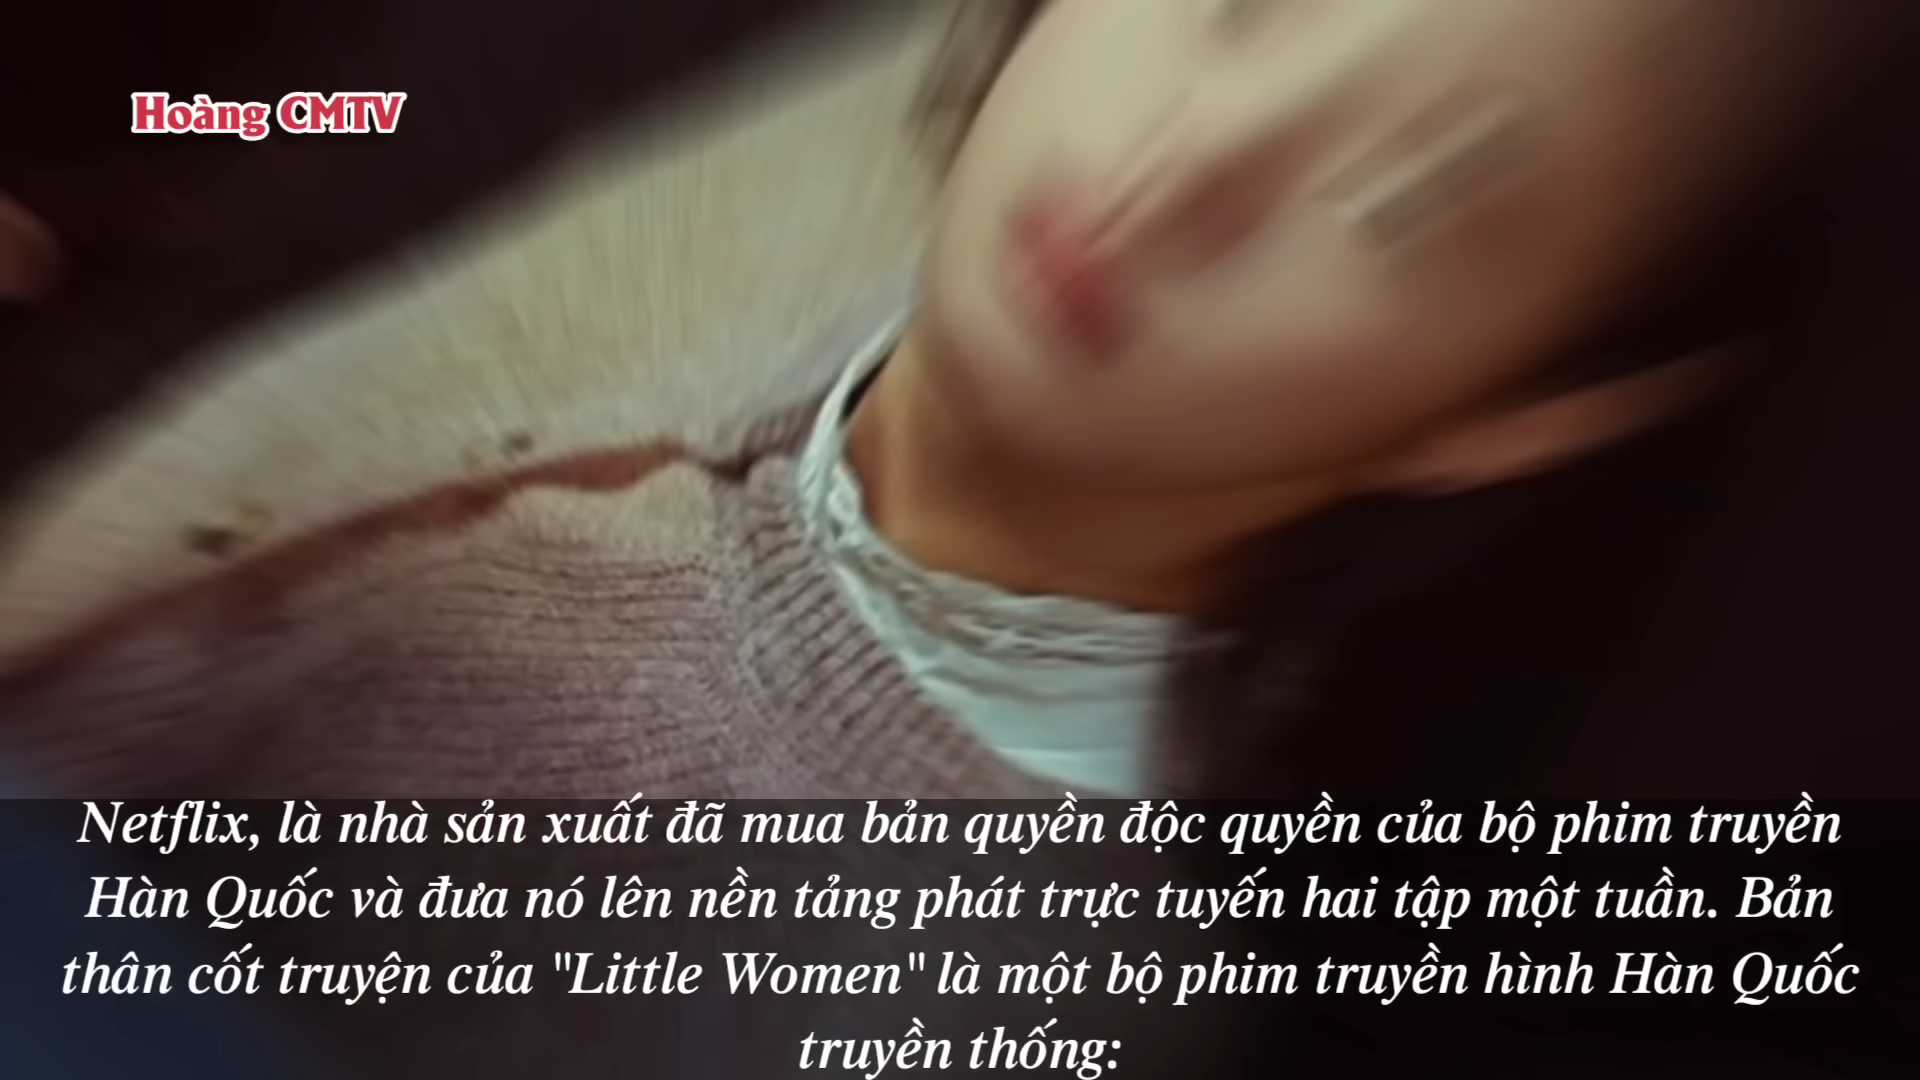 Hoàng CMTV
Netflix, là nhà sản xuất đã mua bản quyền độc quyền của bộ phim truyền
Hàn Quốc và đưa nó lên nền tảng phát trực tuyến hai tập một tuần. Bản
thân cốt truyện của "Little Women" là một bộ phim truyền hình Hàn Quốc
truyền thống: